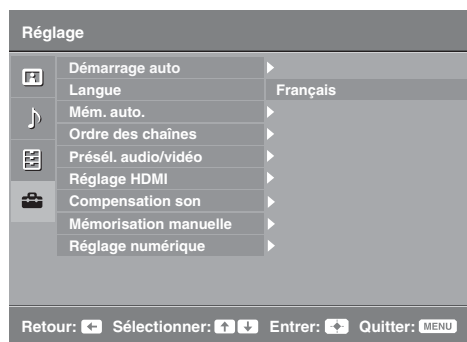 Réglage
Démarrage auto
Langue Français
Mém. auto.
Ordre des chaînes
Présél. audio/vidéo
Réglage HDMI
Compensation son
Mémorisation manuelle
Réglage numérique
Retour: Sélectionner: Entrer: Quitter: MENU